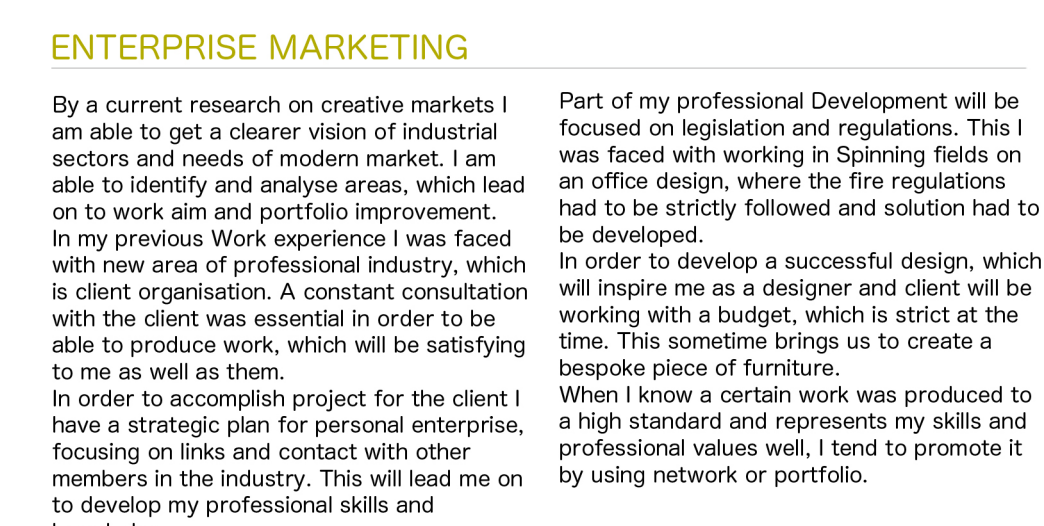 ENTERPRISE MARKETING
By a current research on creative markets I
am able to get a clearer vision of industrial
sectors and needs of modern market. I am
able to identify and analyse areas, which lead
on to work aim and portfolio improvement.
In my previous Work experience I was faced
with new area of professional industry, which
is client organisation. A constant consultation
with the client was essential in order to be
able to produce work, which will be satisfying
to me as well as them.
In order to accomplish project for the client I
have a strategic plan for personal enterprise,
focusing on links and contact with other
members in the industry. This will lead me on
to develop my professional skills and
Part of my professional Development will be
focused on legislation and regulations. This I
was faced with working in Spinning fields on
an office design, where the fire regulations
had to be strictly followed and solution had to
be developed.
In order to develop a successful design, which
will inspire me as a designer and client will be
working with a budget, which is strict at the
time. This sometime brings us to create a
bespoke piece of furniture.
When I know a certain work was produced to
a high standard and represents my skills and
professional values well, I tend to promote it
by using network or portfolio.